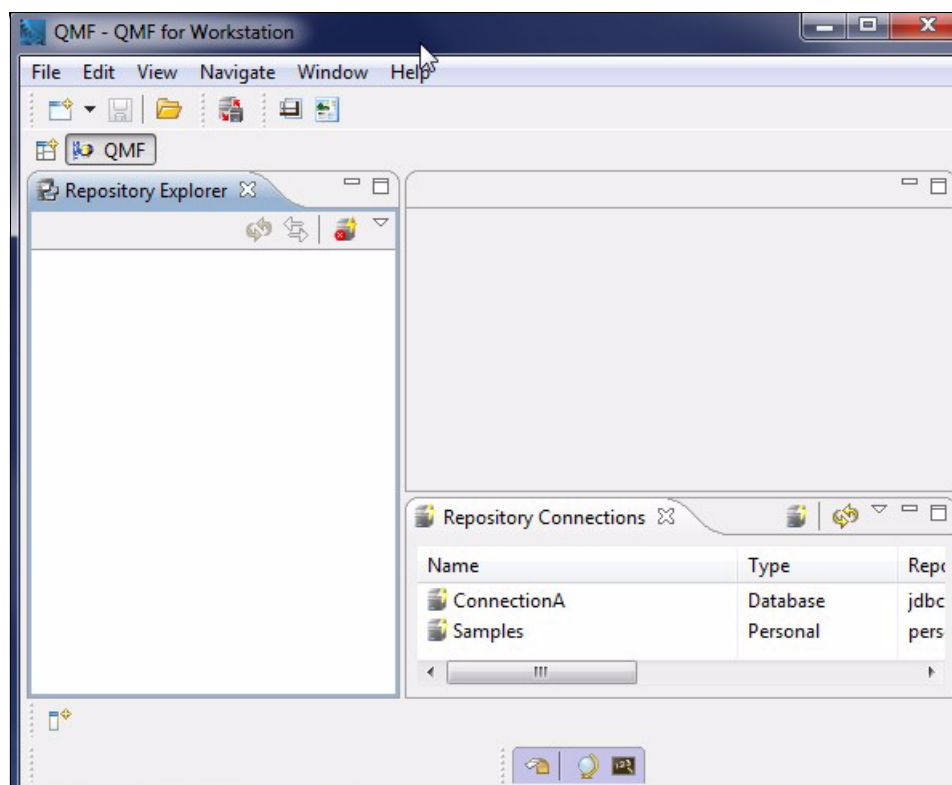 QMF - QMF for Workstation
File Edit View Navigate Window Help
QMF
Repository Explorer
Repository Connections
Name Type Repo
ConnectionA Database jdbc
Samples Personal pers